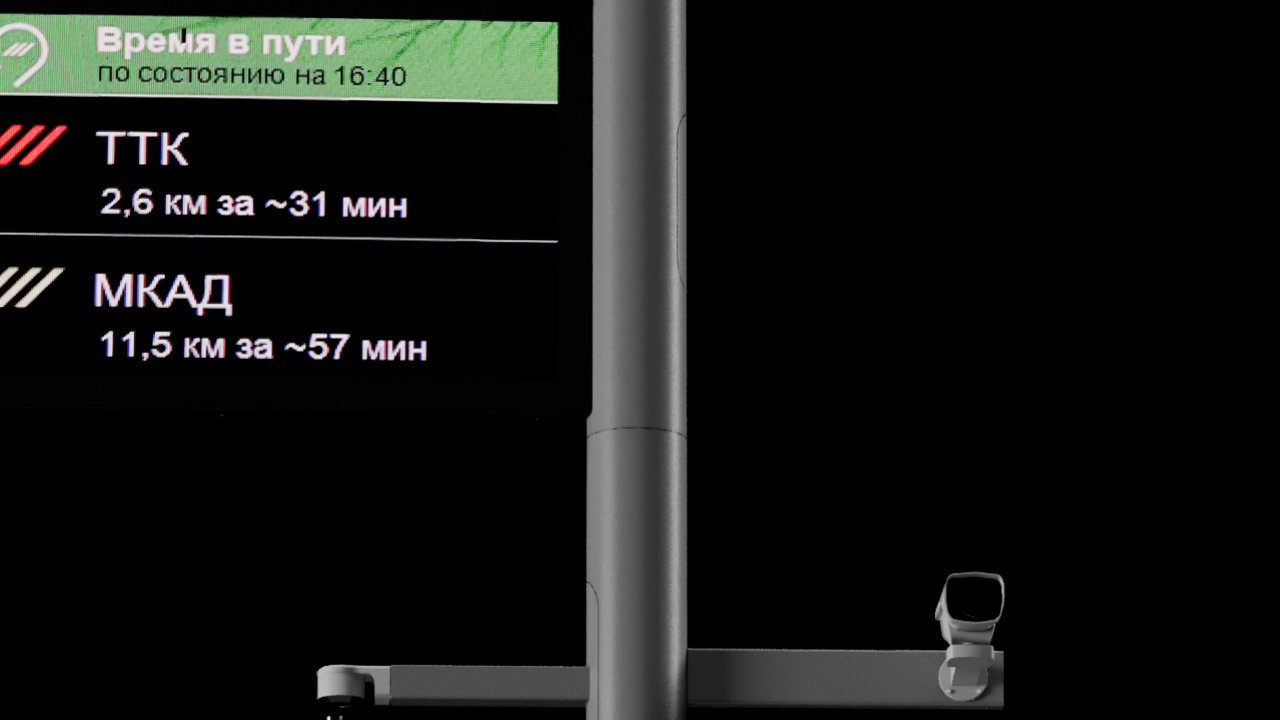 Время в пути
по состоянию на 16:40
ТТК
2,6 км за ~31 мин
МКАД
11,5 км за ~57 мин